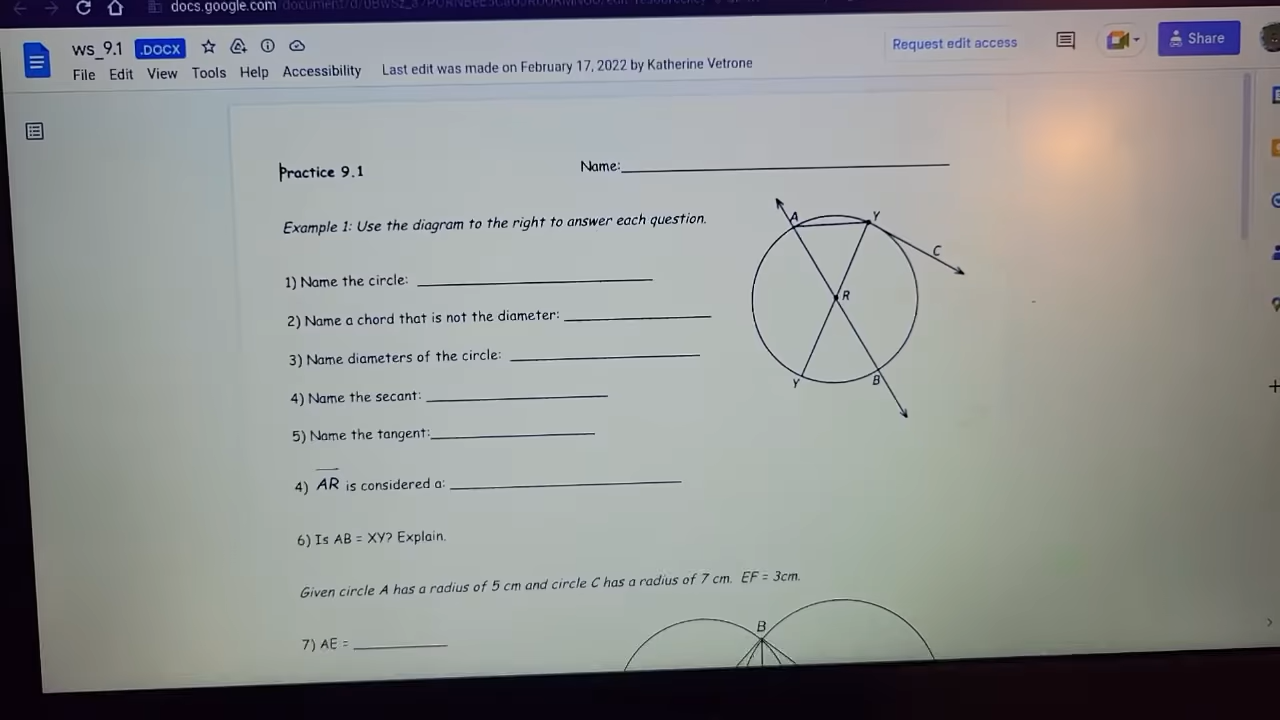 docs.google.com
ws_9.1 .DOCX
Request edit access
Share
File Edit View Tools Help Accessibility Last edit was made on February 17, 2022 by Katherine Vetrone
Practice 9.1 Name:
Example 1: Use the diagram to the right to answer each question.
A Y
C
1) Name the circle:
R
2) Name a chord that is not the diameter:
3) Name diameters of the circle:
Y B
4) Name the secant:
5) Name the tangent:
4) AR is considered a:
6) Is AB = XY? Explain.
Given circle A has a radius of 5 cm and circle C has a radius of 7 cm. EF = 3cm.
B
7) AE =